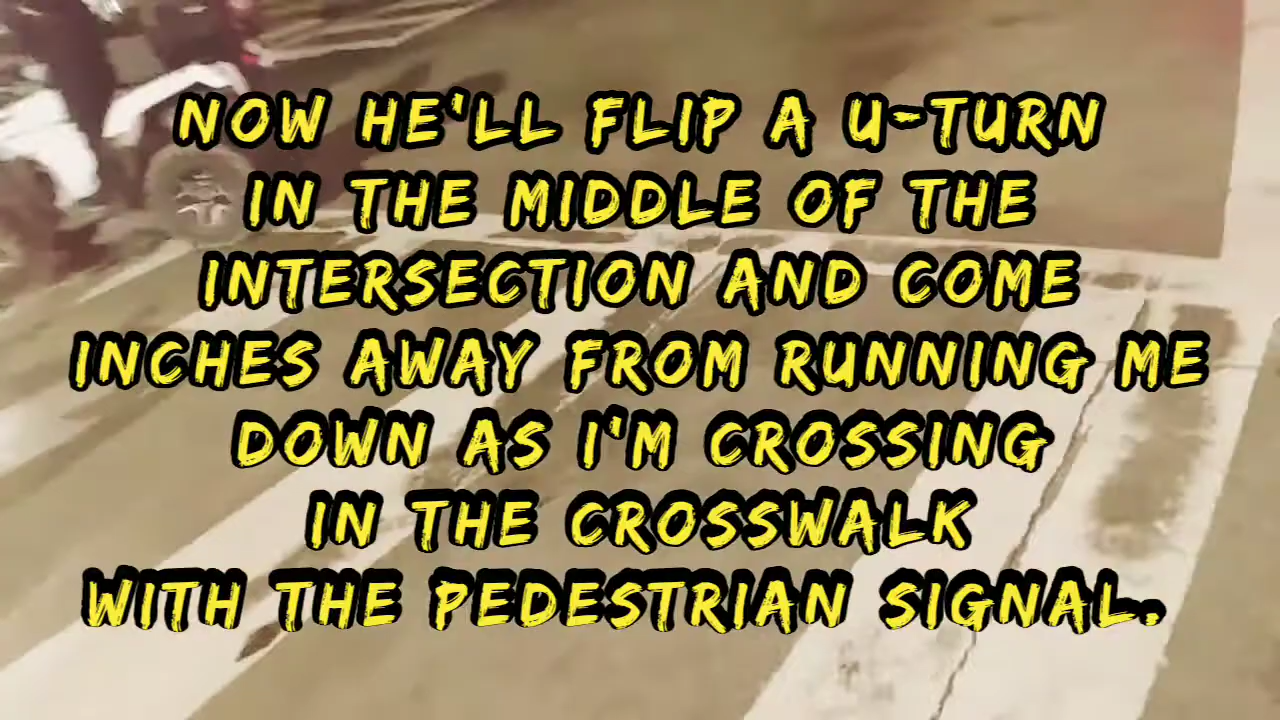 NOW HE'LL FLIP A U-TURN
IN THE MIDDLE OF THE
INTERSECTION AND COME
INCHES AWAY FROM RUNNING ME
DOWN AS I'M CROSSING
IN THE CROSSWALK
WITH THE PEDESTRIAN SIGNAL.